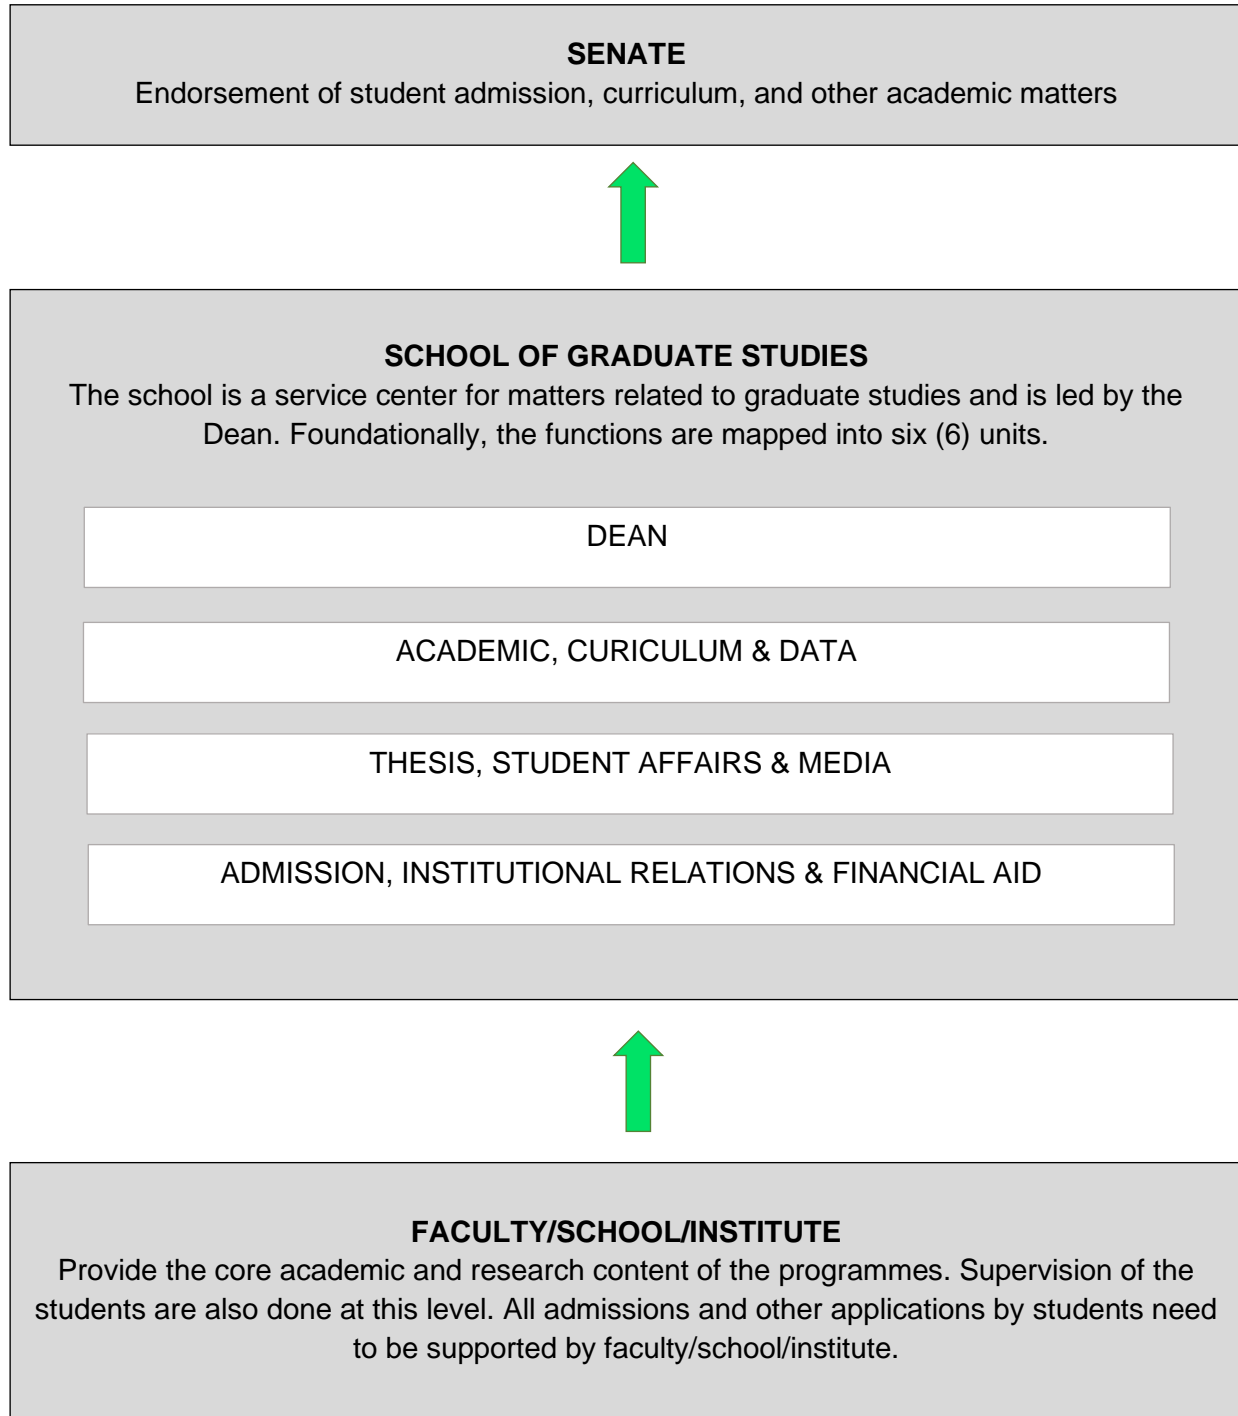 SENATE
Endorsement of student admission, curriculum, and other academic matters
SCHOOL OF GRADUATE STUDIES
The school is a service center for matters related to graduate studies and is led by the
Dean. Foundationally, the functions are mapped into six (6) units.
DEAN
ACADEMIC, CURICULUM & DATA
THESIS, STUDENT AFFAIRS & MEDIA
ADMISSION, INSTITUTIONAL RELATIONS & FINANCIAL AID
FACULTY/SCHOOL/INSTITUTE
Provide the core academic and research content of the programmes. Supervision of the
students are also done at this level. All admissions and other applications by students need
to be supported by faculty/school/institute.